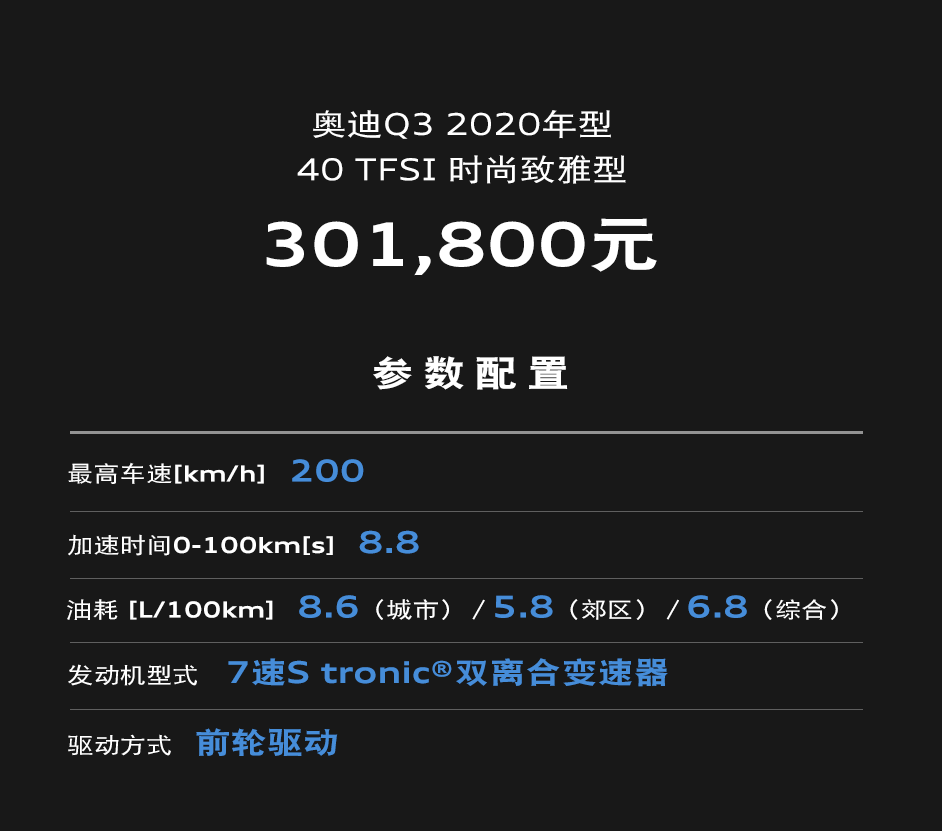 奥迪Q3 2020年型
40 TFSI 时尚致雅型
301,800元
参数配置
最高车速[km/h] 200
加速时间0-100km[s] 8.8
油耗 [L/100km] 8.6（城市）/ 5.8（郊区）/ 6.8（综合）
发动机型式 7速S tronic®双离合变速器
驱动方式 前轮驱动